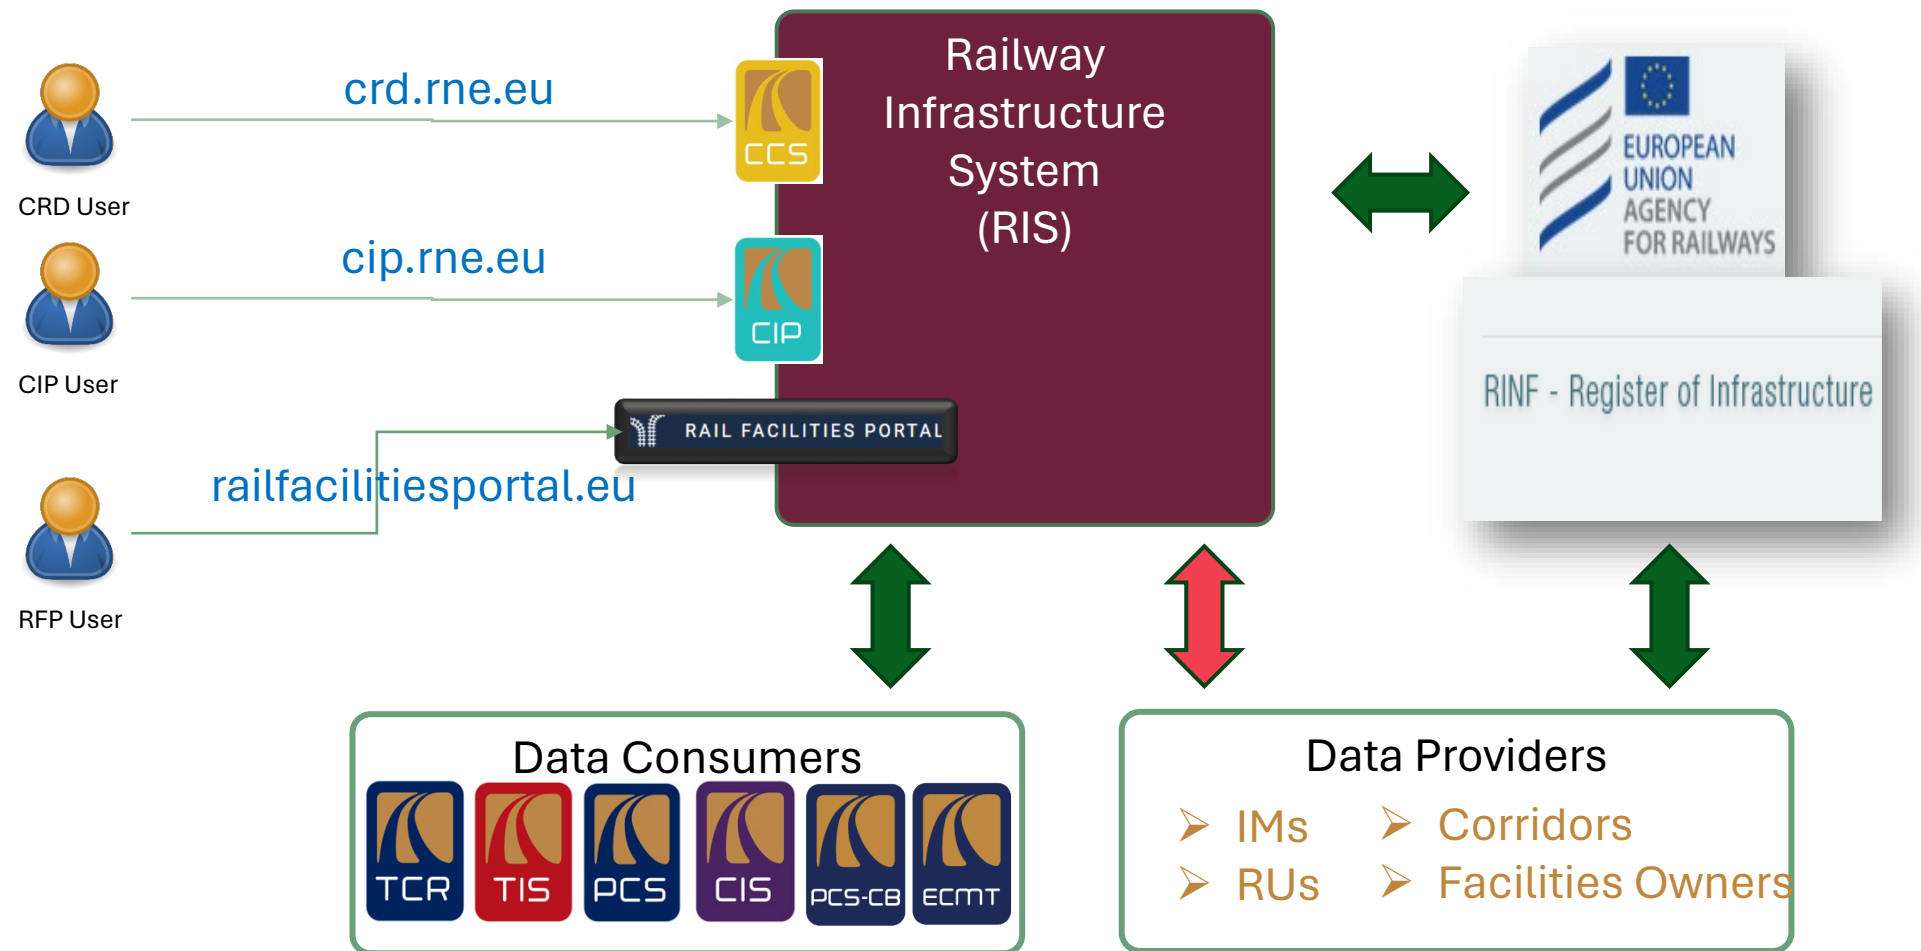 crd.rne.eu
CRD User
CCS
Railway
Infrastructure
System
(RIS)
cip.rne.eu
CIP User
CIP
railfacilitiesportal.eu
RFP User
RAIL FACILITIES PORTAL
EUROPEAN
UNION
AGENCY
FOR RAILWAYS
RINF - Register of Infrastructure
Data Consumers
TCR TIS PCS CIS PCS-CB ECMT
Data Providers
➢ IMs ➢ Corridors
➢ RUs ➢ Facilities Owners